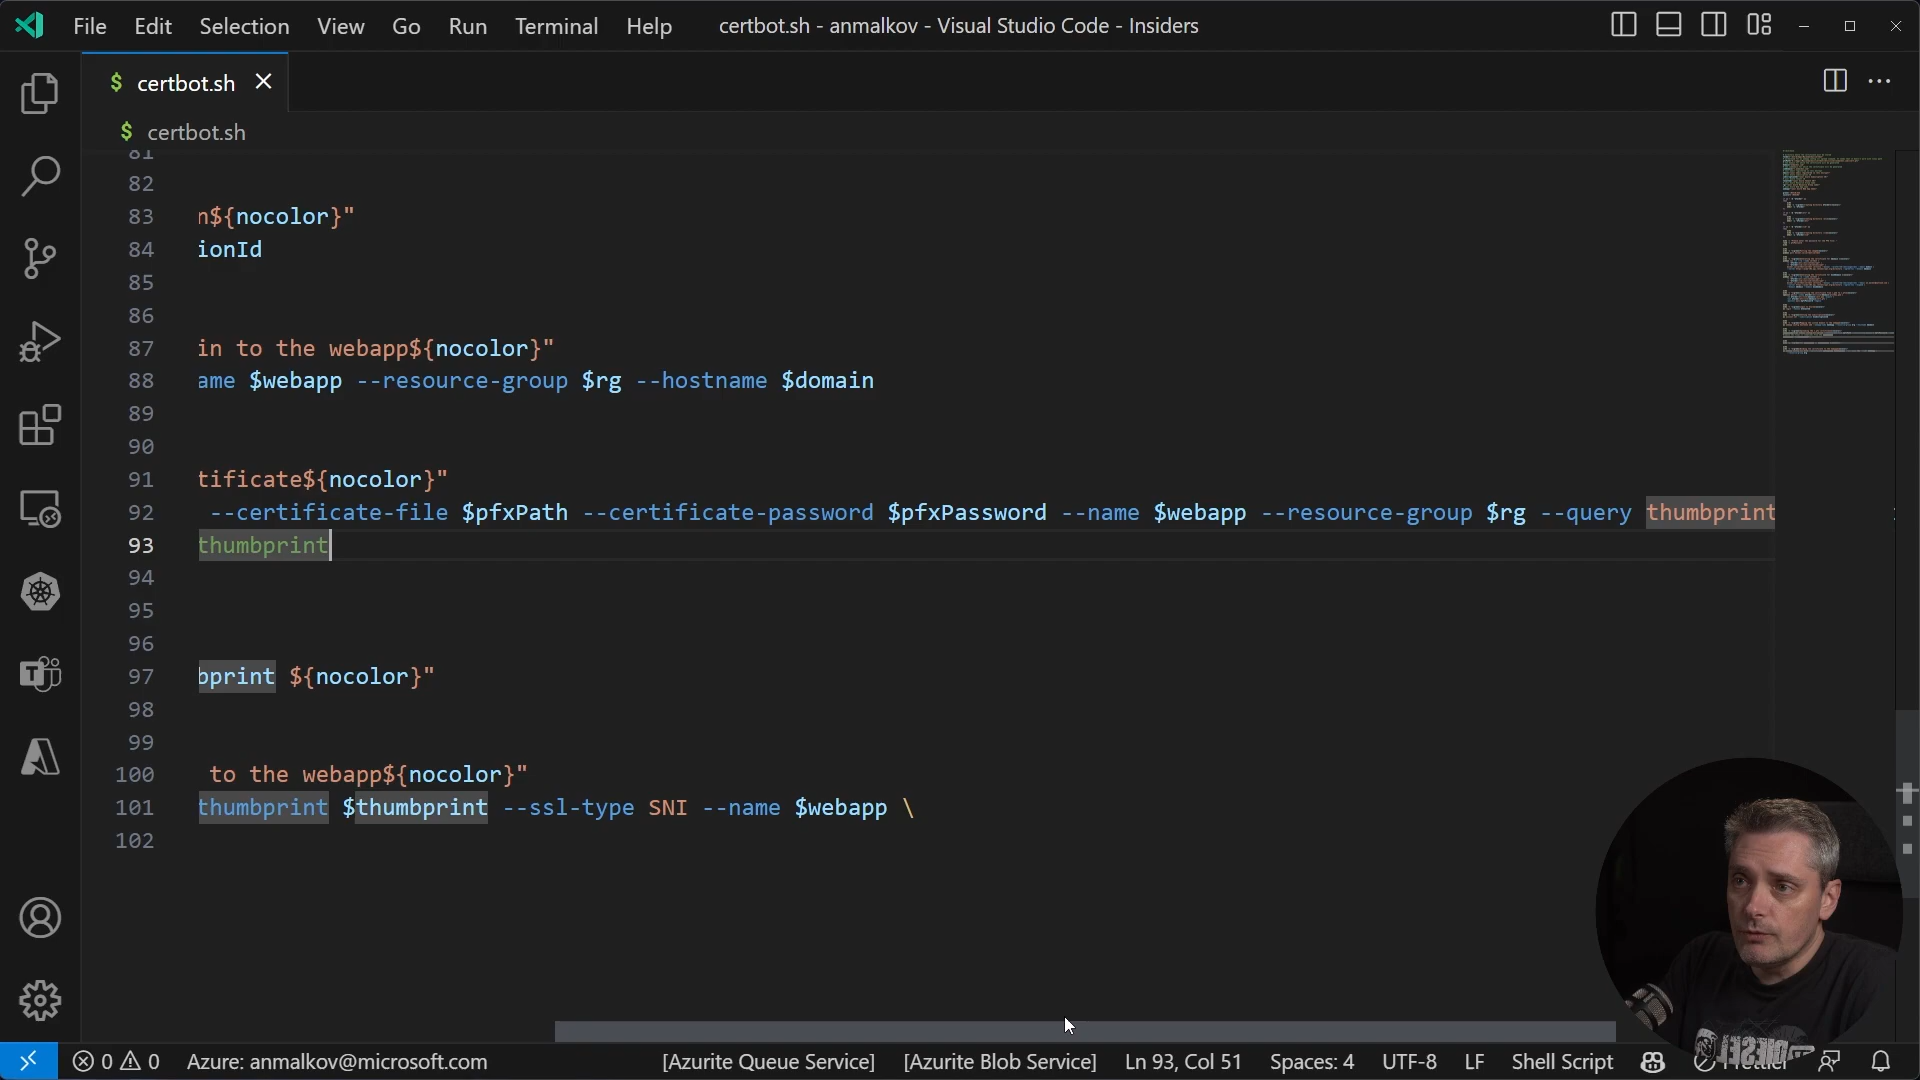 File Edit Selection View Go Run Terminal Help certbot.sh - anmalkov - Visual Studio Code - Insiders
$ certbot.sh
$ certbot.sh
81
82
83 n${nocolor}"
84 ionId
85
86
87 in to the webapp${nocolor}"
88 ame $webapp --resource-group $rg --hostname $domain
89
90
91 tificate${nocolor}"
92 --certificate-file $pfxPath --certificate-password $pfxPassword --name $webapp --resource-group $rg --query thumbprint
93 thumbprint
94
95
96
97 bprint ${nocolor}"
98
99
100 to the webapp${nocolor}"
101 thumbprint $thumbprint --ssl-type SNI --name $webapp \
102
0 0 Azure: anmalkov@microsoft.com [Azurite Queue Service] [Azurite Blob Service] Ln 93, Col 51 Spaces: 4 UTF-8 LF Shell Script